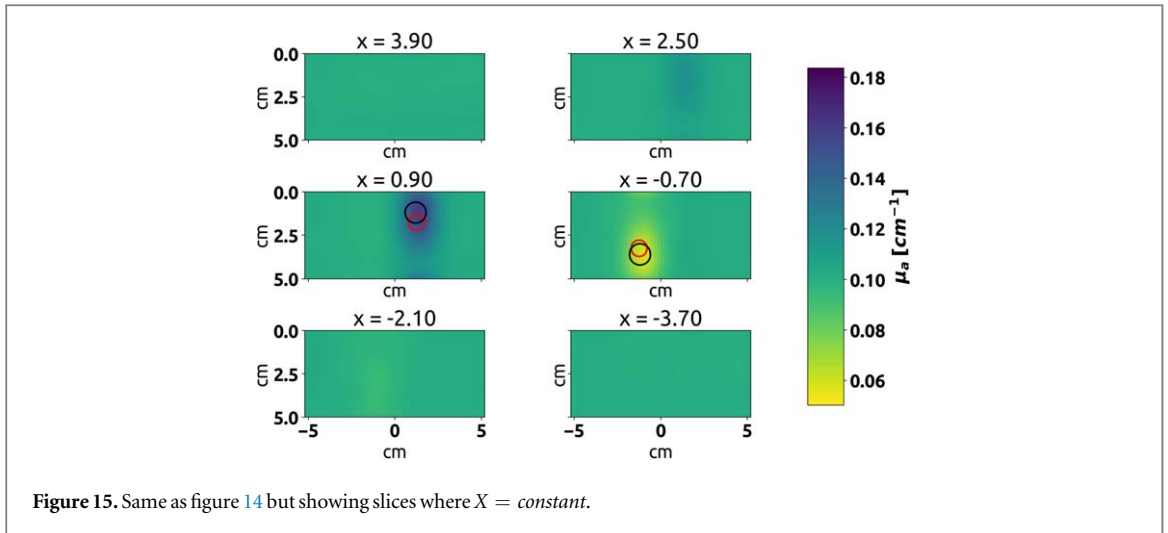 x = 3.90
x = 2.50
0.0
2.5
5.0
cm
cm
cm
x = 0.90
x = -0.70
0.0
2.5
5.0
cm
cm
cm
x = -2.10
x = -3.70
0.0
2.5
5.0
cm
−5 0 5
−5 0 5
cm
cm
0.18
0.16
0.14
0.12
0.10
0.08
0.06
μa [cm−1]
Figure 15. Same as figure 14 but showing slices where X = constant.